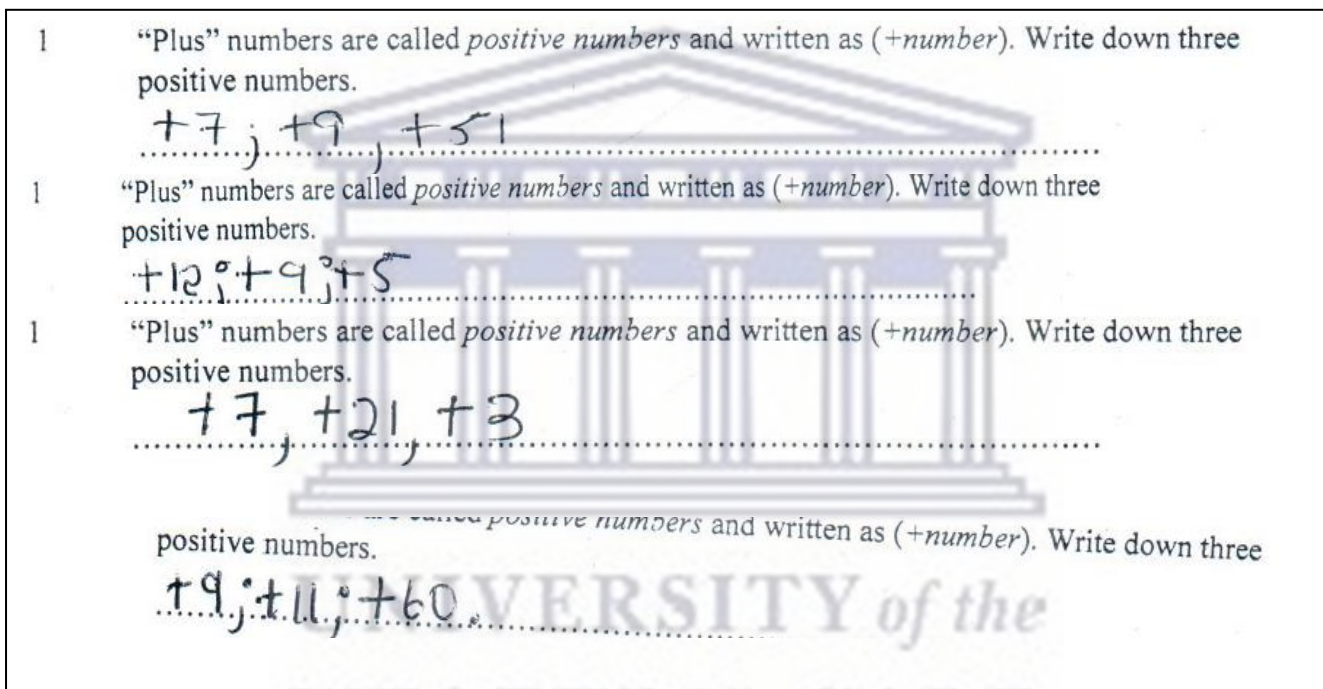 1 “Plus” numbers are called positive numbers and written as (+number). Write down three
positive numbers.
+7 ; +9 , +51
1 “Plus” numbers are called positive numbers and written as (+number). Write down three
positive numbers.
+12 ; +9 ; +5
1 “Plus” numbers are called positive numbers and written as (+number). Write down three
positive numbers.
+7 , +21 , +3
are called positive numbers and written as (+number). Write down three
positive numbers.
+9 ; +11 ; +60.
UNIVERSITY of the